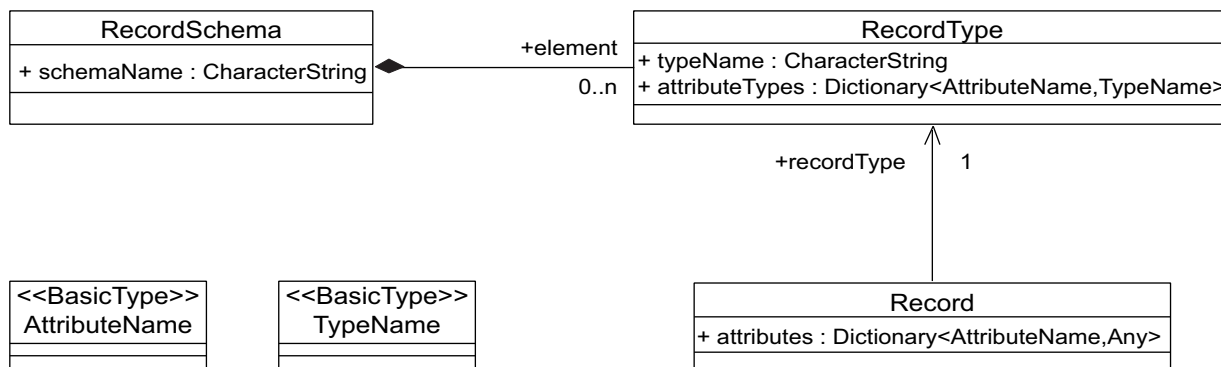 RecordSchema
+ schemaName : CharacterString
+element
0..n
RecordType
+ typeName : CharacterString
+ attributeTypes : Dictionary<AttributeName,TypeName>
+recordType
1
<<BasicType>>
AttributeName
<<BasicType>>
TypeName
Record
+ attributes : Dictionary<AttributeName,Any>